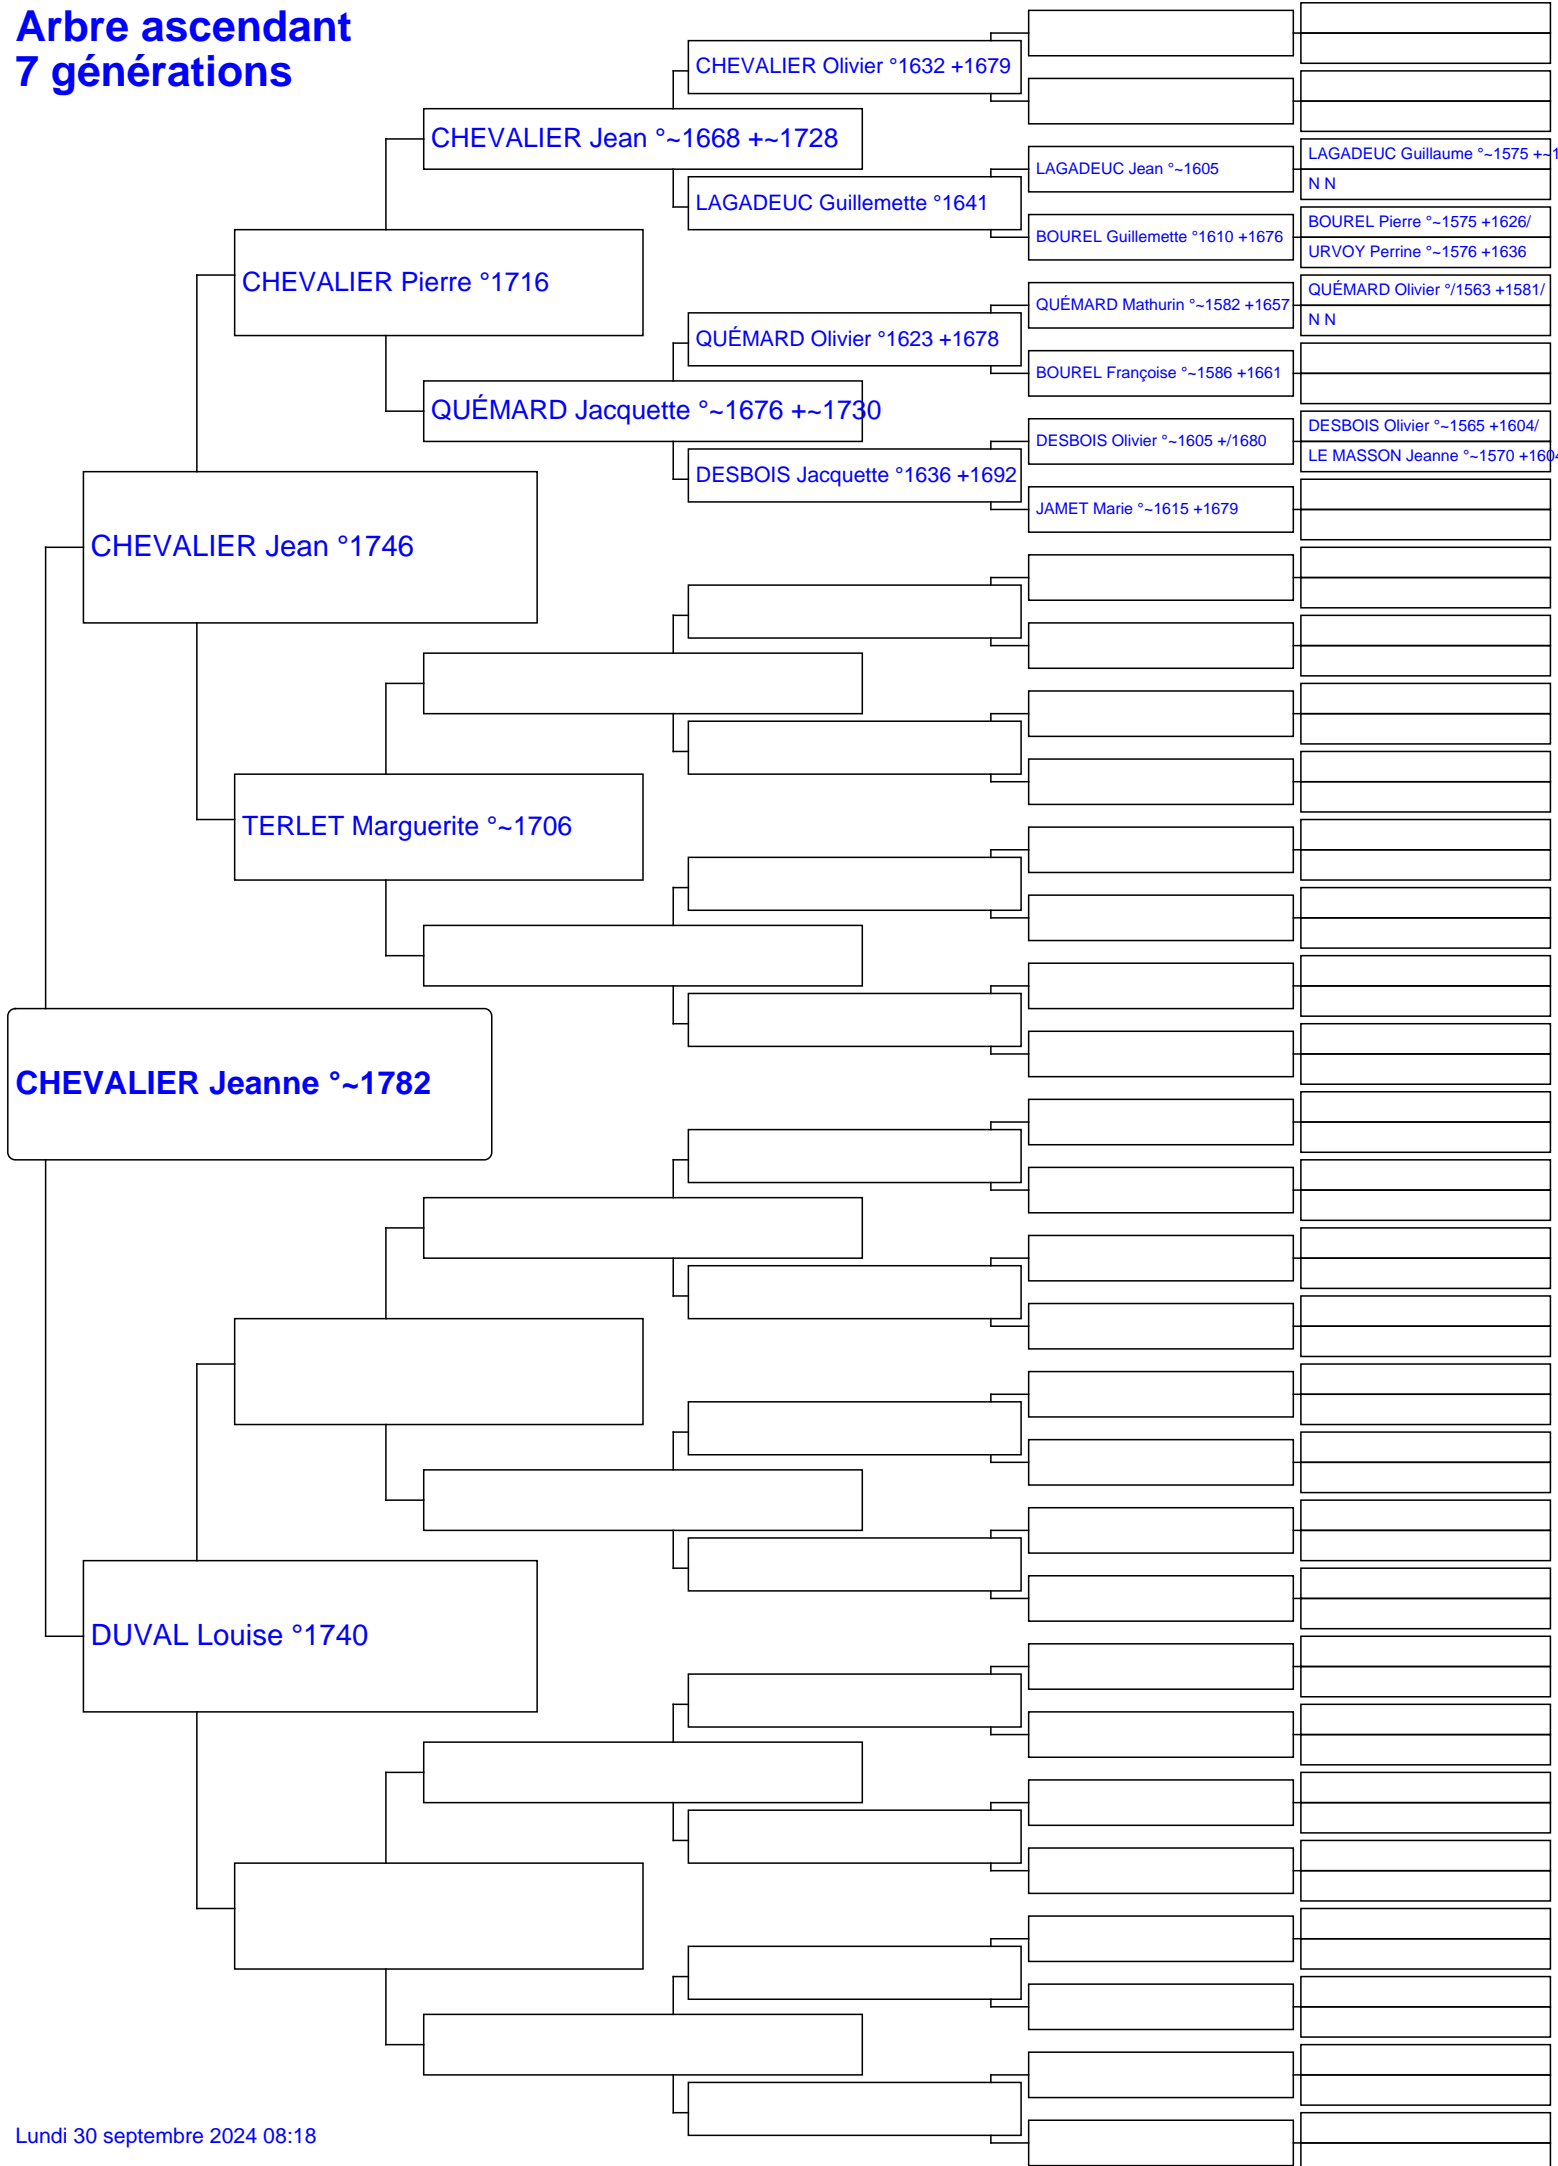 Arbre ascendant
7 générations
CHEVALIER Jeanne °~1782
CHEVALIER Jean °1746
DUVAL Louise °1740
CHEVALIER Pierre °1716
TERLET Marguerite °~1706
CHEVALIER Jean °~1668 +~1728
QUÉMARD Jacquette °~1676 +~1730
CHEVALIER Olivier °1632 +1679
LAGADEUC Guillemette °1641
QUÉMARD Olivier °1623 +1678
DESBOIS Jacquette °1636 +1692
LAGADEUC Jean °~1605
BOUREL Guillemette °1610 +1676
QUÉMARD Mathurin °~1582 +1657
BOUREL Françoise °~1586 +1661
DESBOIS Olivier °~1605 +/1680
JAMET Marie °~1615 +1679
LAGADEUC Guillaume °~1575 +~1
N N
BOUREL Pierre °~1575 +1626/
URVOY Perrine °~1576 +1636
QUÉMARD Olivier °/1563 +1581/
N N
DESBOIS Olivier °~1565 +1604/
LE MASSON Jeanne °~1570 +1604
Lundi 30 septembre 2024 08:18